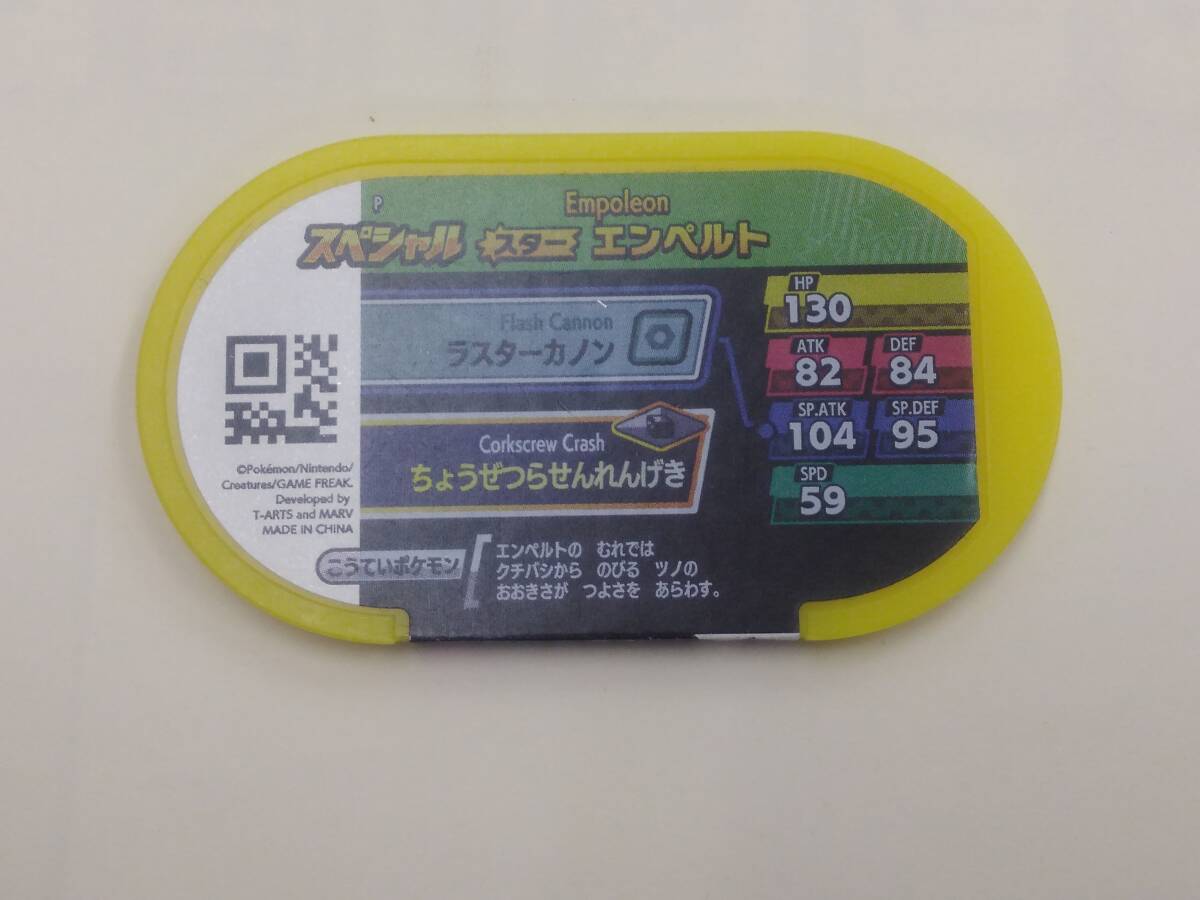 P
Empoleon
スペシャル スター エンペルト
HP
130
Flash Cannon
ラスターカノン
ATK DEF
82 84
SP.ATK SP.DEF
104 95
Corkscrew Crash
ちょうぜつらせんれんげき
SPD
59
©Pokémon/Nintendo/
Creatures/GAME FREAK.
Developed by
T-ARTS and MARV
MADE IN CHINA
こうていポケモン
エンペルトの むれでは
クチバシから のびる ツノの
おおきさが つよさを あらわす。